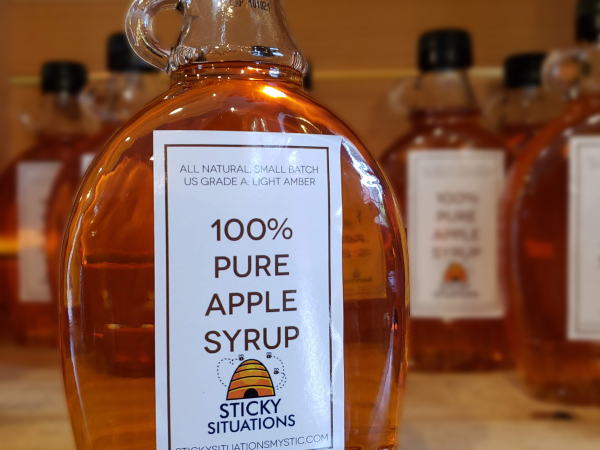 ALL NATURAL, SMALL BATCH
US GRADE A: LIGHT AMBER
100%
PURE
APPLE
SYRUP
STICKY
SITUATIONS
STICKYSITUATIONSMYSTIC.COM
100%
PURE
APPLE
SYRUP